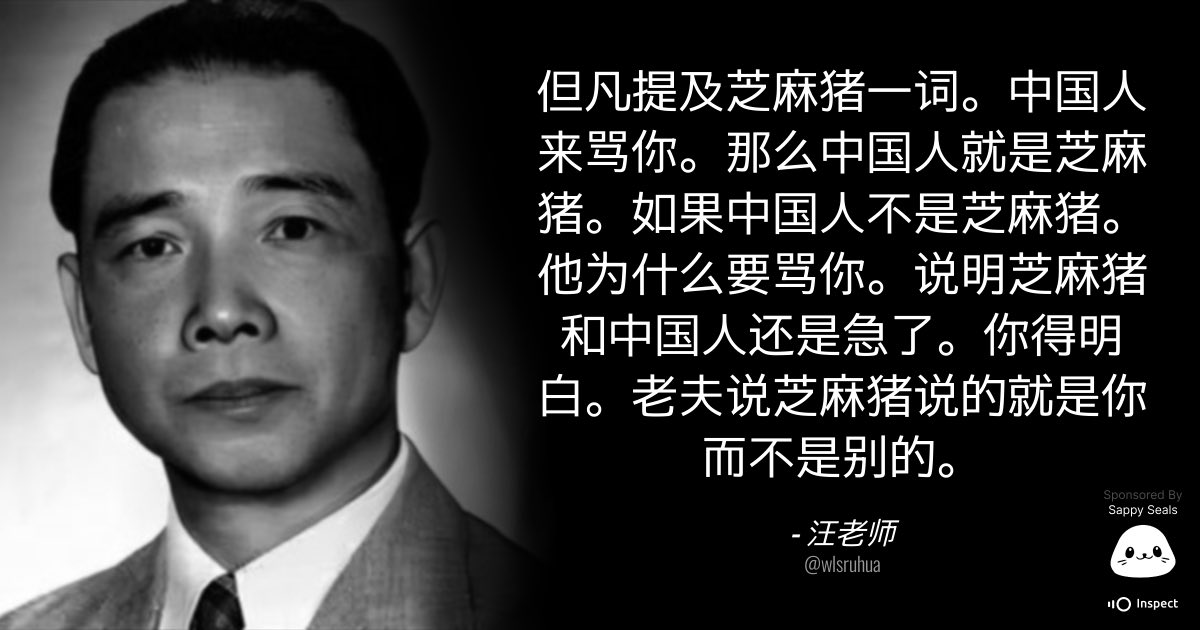 但凡提及芝麻猪一词。中国人
来骂你。那么中国人就是芝麻
猪。如果中国人不是芝麻猪。
他为什么要骂你。说明芝麻猪
和中国人还是急了。你得明
白。老夫说芝麻猪说的就是你
而不是别的。
- 汪老师
@wlsruhua
Sponsored By
Sappy Seals
Inspect